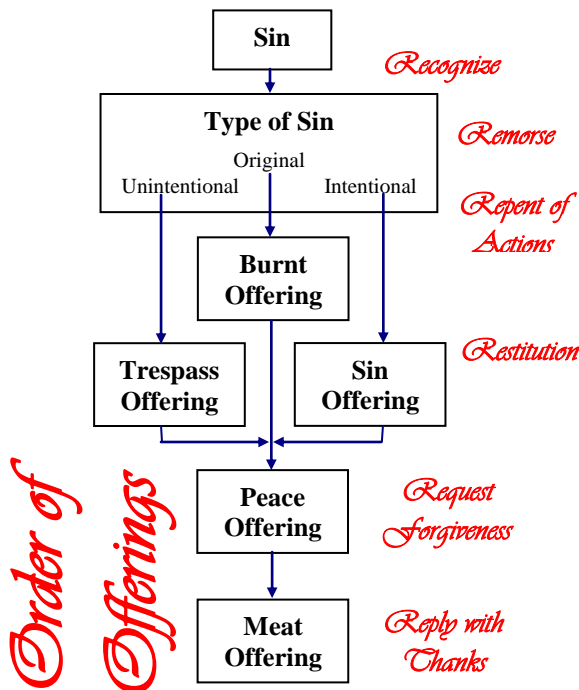 Sin
Recognize
Type of Sin
Remorse
Original
Unintentional
Intentional
Repent of
Actions
Burnt
Offering
Restitution
Trespass
Offering
Sin
Offering
Order of
Offerings
Peace
Offering
Request
Forgiveness
Meat
Offering
Reply with
Thanks